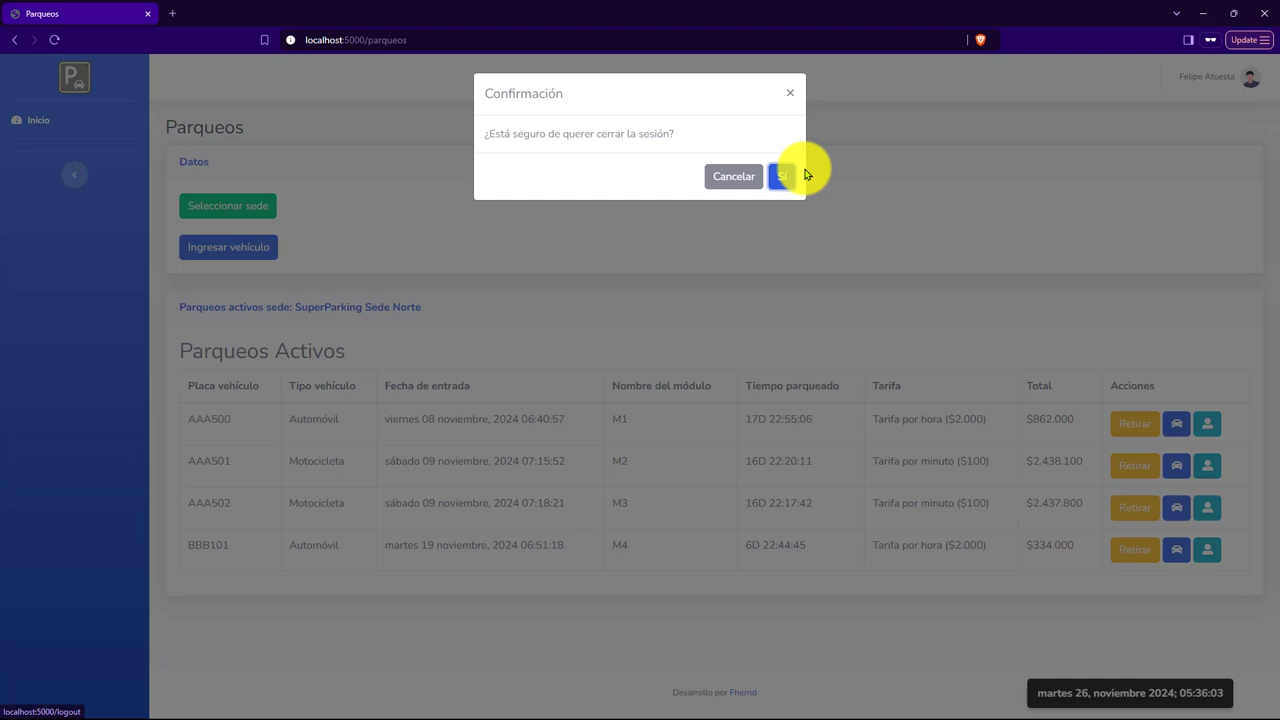 Parqueos
localhost:5000/parqueos
Update
P
Felipe Atuesta
Inicio
Confirmación
¿Está seguro de querer cerrar la sesión?
Cancelar
Sí
Parqueos
Datos
Seleccionar sede
Ingresar vehículo
Parqueos activos sede: SuperParking Sede Norte
Parqueos Activos
Placa vehículo Tipo vehículo Fecha de entrada Nombre del módulo Tiempo parqueado Tarifa Total Acciones
AAA500 Automóvil viernes 08 noviembre, 2024 06:40:57 M1 17D 22:55:06 Tarifa por hora ($2.000) $862.000 Retirar
AAA501 Motocicleta sábado 09 noviembre, 2024 07:15:52 M2 16D 22:20:11 Tarifa por minuto ($100) $2.438.100 Retirar
AAA502 Motocicleta sábado 09 noviembre, 2024 07:18:21 M3 16D 22:17:42 Tarifa por minuto ($100) $2.437.800 Retirar
BBB101 Automóvil martes 19 noviembre, 2024 06:51:18 M4 6D 22:44:45 Tarifa por hora ($2.000) $334.000 Retirar
Desarrollo por Fhernd
martes 26, noviembre 2024; 05:36:03
localhost:5000/logout